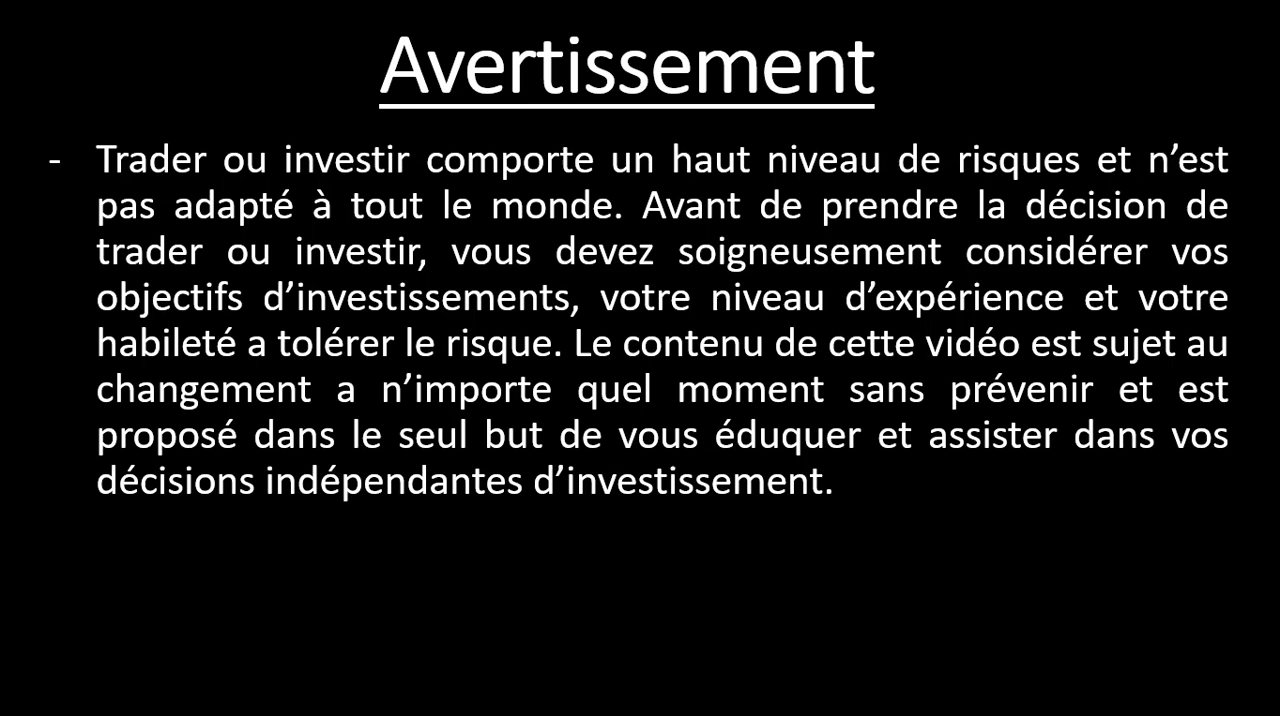 Avertissement
- Trader ou investir comporte un haut niveau de risques et n’est
pas adapté à tout le monde. Avant de prendre la décision de
trader ou investir, vous devez soigneusement considérer vos
objectifs d’investissements, votre niveau d’expérience et votre
habileté a tolérer le risque. Le contenu de cette vidéo est sujet au
changement a n’importe quel moment sans prévenir et est
proposé dans le seul but de vous éduquer et assister dans vos
décisions indépendantes d’investissement.